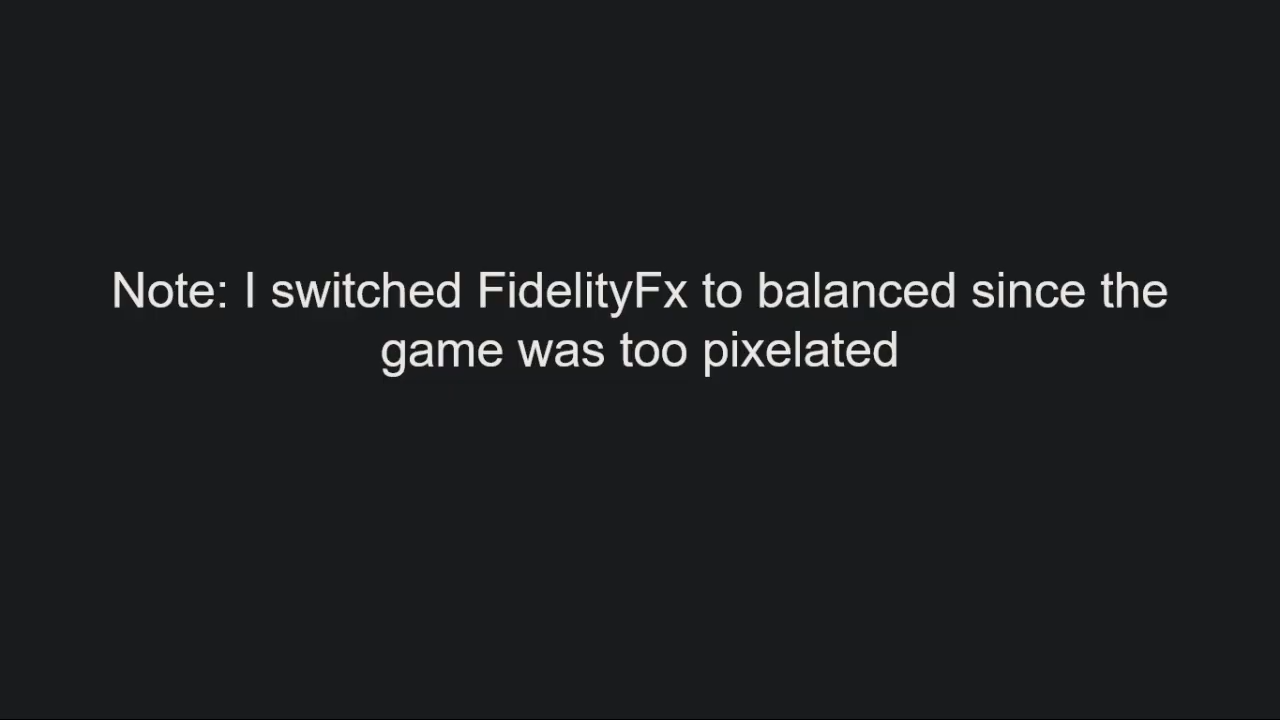 Note: I switched FidelityFx to balanced since the
game was too pixelated